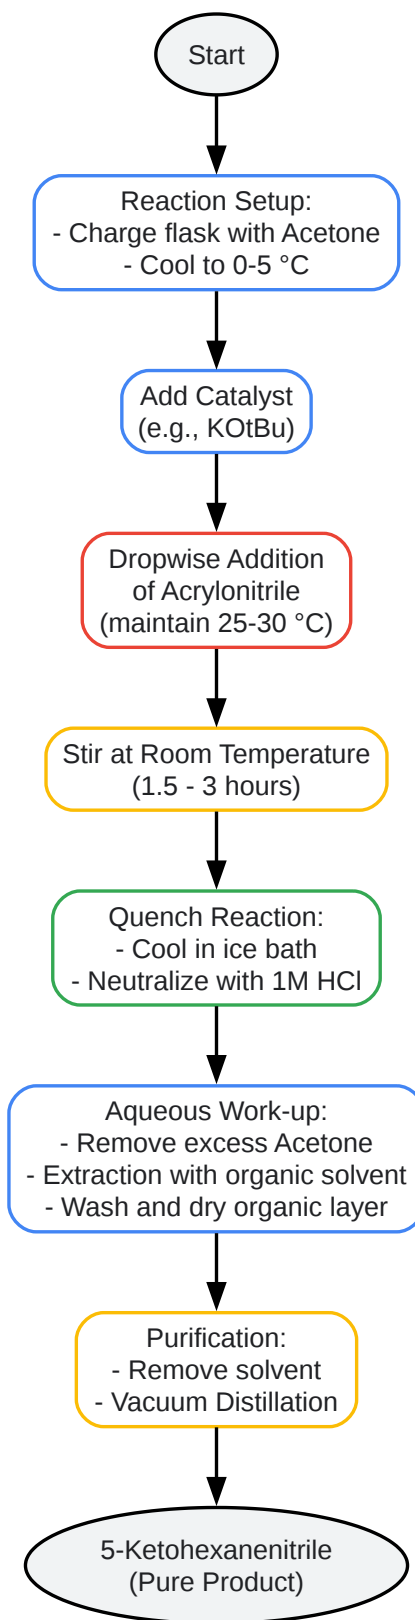 Start
Reaction Setup:
- Charge flask with Acetone
- Cool to 0-5 °C
Add Catalyst
(e.g., KOtBu)
Dropwise Addition
of Acrylonitrile
(maintain 25-30 °C)
Stir at Room Temperature
(1.5 - 3 hours)
Quench Reaction:
- Cool in ice bath
- Neutralize with 1M HCl
Aqueous Work-up:
- Remove excess Acetone
- Extraction with organic solvent
- Wash and dry organic layer
Purification:
- Remove solvent
- Vacuum Distillation
5-Ketohexanenitrile
(Pure Product)